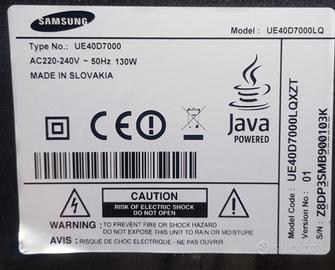 SAMSUNG
Model : UE40D7000LQ
Type No.: UE40D7000
AC220-240V ~ 50Hz 130W
MADE IN SLOVAKIA
Java
POWERED
CAUTION
RISK OF ELECTRIC SHOCK
DO NOT OPEN
WARNING : TO PREVENT FIRE OR SHOCK HAZARD
DO NOT EXPOSE THIS UNIT TO RAIN OR MOISTURE.
AVIS : RISQUE DE CHOC ELECTRIQUE-NE PAS OUVRIR.
Model Code : UE40D7000LQXZT
Version No : 01
S/N : Z8DP3SMB900103K
subito